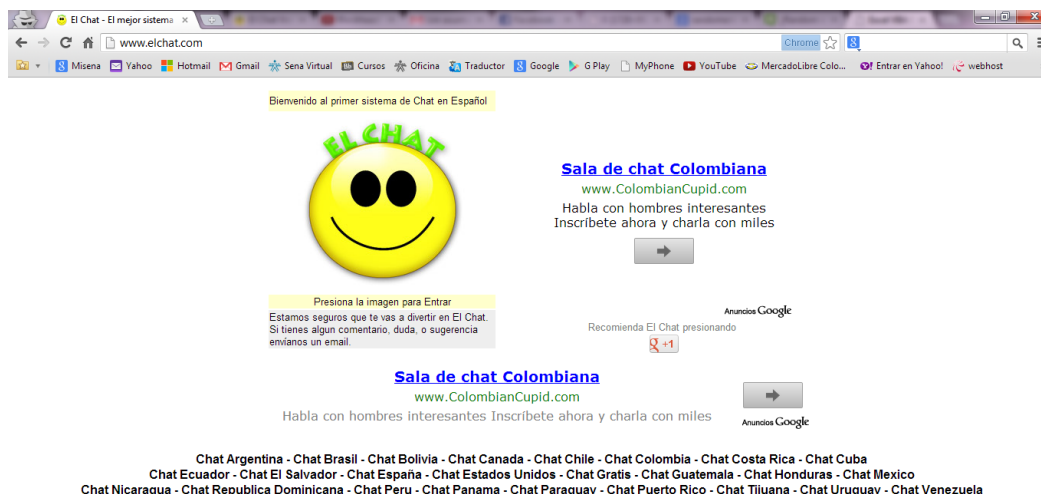 El Chat - El mejor sistema
www.elchat.com
Chrome
Misena Yahoo Hotmail Gmail Sena Virtual Cursos Oficina Traductor Google G Play MyPhone YouTube MercadoLibre Colo... Entrar en Yahoo! webhost
Bienvenido al primer sistema de Chat en Español
EL CHAT
Presiona la imagen para Entrar
Estamos seguros que te vas a divertir en El Chat.
Si tienes algun comentario, duda, o sugerencia
envíanos un email.
Sala de chat Colombiana
www.ColombianCupid.com
Habla con hombres interesantes
Inscríbete ahora y charla con miles
Anuncios Google
Recomienda El Chat presionando
g +1
Sala de chat Colombiana
www.ColombianCupid.com
Habla con hombres interesantes Inscríbete ahora y charla con miles
Anuncios Google
Chat Argentina - Chat Brasil - Chat Bolivia - Chat Canada - Chat Chile - Chat Colombia - Chat Costa Rica - Chat Cuba
Chat Ecuador - Chat El Salvador - Chat España - Chat Estados Unidos - Chat Gratis - Chat Guatemala - Chat Honduras - Chat Mexico
Chat Nicaragua - Chat Republica Dominicana - Chat Peru - Chat Panama - Chat Paraguay - Chat Puerto Rico - Chat Tijuana - Chat Uruguay - Chat Venezuela